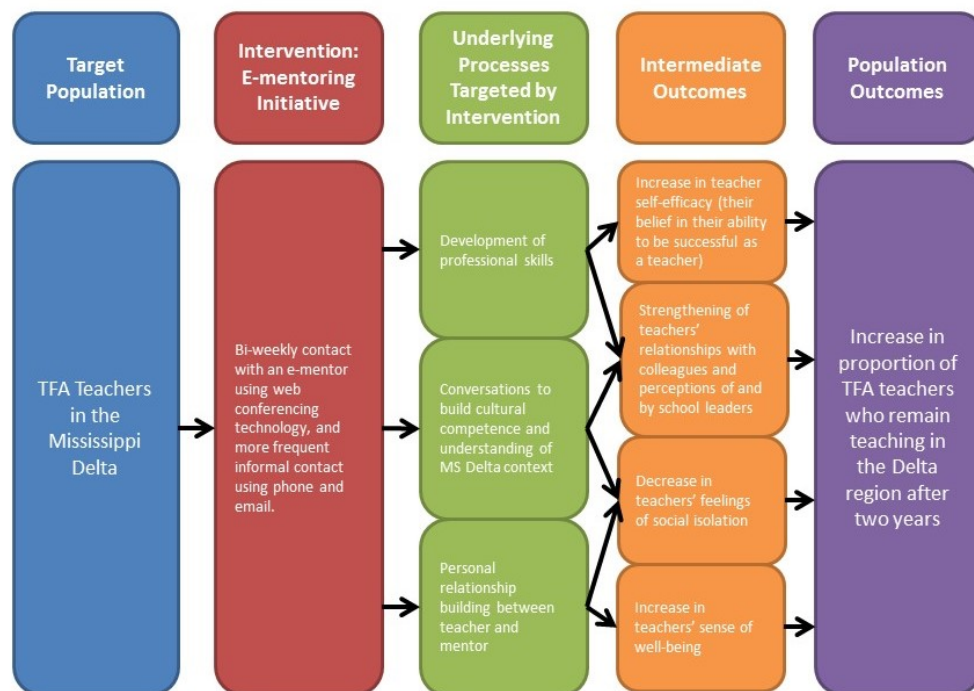 Target
Population
Intervention:
E-mentoring
Initiative
Underlying
Processes
Targeted by
Intervention
Intermediate
Outcomes
Population
Outcomes
TFA Teachers
in the
Mississippi
Delta
Bi-weekly contact
with an e-mentor
using web
conferencing
technology, and
more frequent
informal contact
using phone and
email.
Development of
professional skills
Conversations to
build cultural
competence and
understanding of
MS Delta context
Personal
relationship
building between
teacher and
mentor
Increase in teacher
self-efficacy (their
belief in their ability
to be successful as
a teacher)
Strengthening of
teachers’
relationships with
colleagues and
perceptions of and
by school leaders
Decrease in
teachers’ feelings
of social isolation
Increase in
teachers’ sense of
well-being
Increase in
proportion of
TFA teachers
who remain
teaching in
the Delta
region after
two years